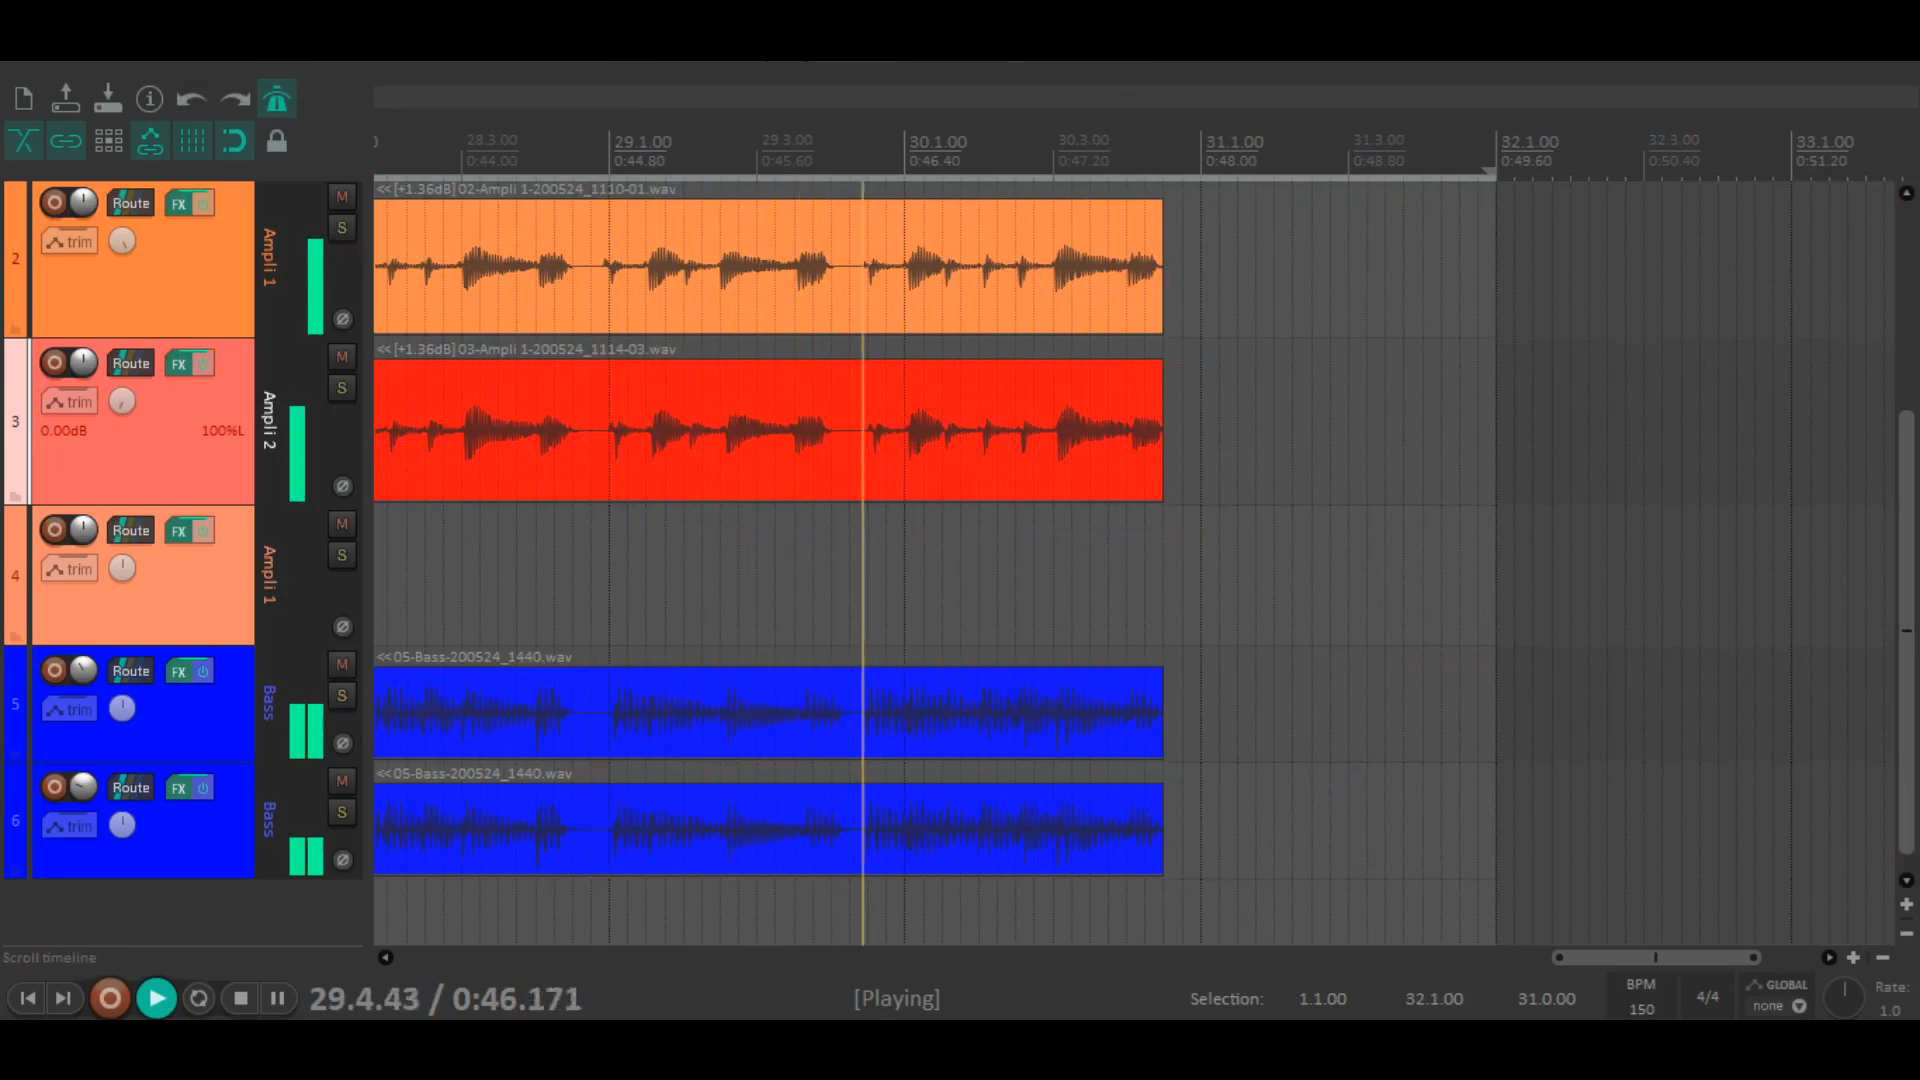 28.3.00 29.1.00 29.3.00 30.1.00 30.3.00 31.1.00 31.3.00 32.1.00 32.3.00 33.1.00
0:44.00 0:44.80 0:45.60 0:46.40 0:47.20 0:48.00 0:48.80 0:49.60 0:50.40 0:51.20
2 Route FX trim Ampli 1 M S
<<[+1.36dB] 02-Ampli 1-200524_1110-01.wav
3 Route FX trim Ampli 2 M S
0.00dB 100%L
<<[+1.36dB] 03-Ampli 1-200524_1114-03.wav
4 Route FX trim Ampli 1 M S
5 Route FX trim Bass M S
<<05-Bass-200524_1440.wav
6 Route FX trim Bass M S
<<05-Bass-200524_1440.wav
Scroll timeline
29.4.43 / 0:46.171 [Playing] Selection: 1.1.00 32.1.00 31.0.00
BPM
150
4/4
GLOBAL
none
Rate:
1.0